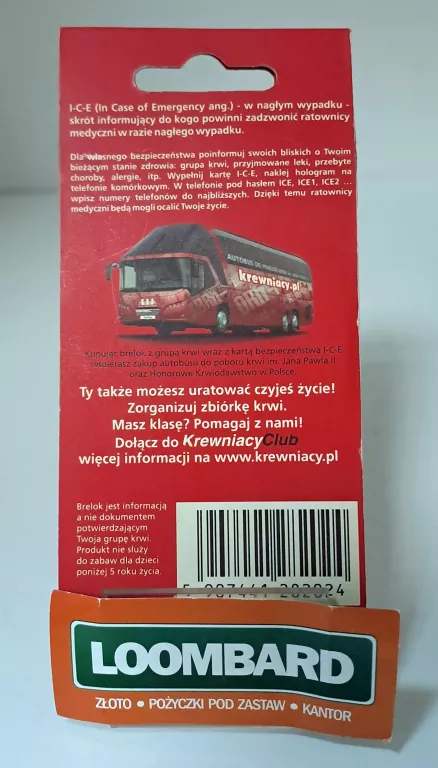 I-C-E (In Case of Emergency ang.) - w nagłym wypadku -
skrót informujący do kogo powinni zadzwonić ratownicy
medyczni w razie nagłego wypadku.
Dla własnego bezpieczeństwa poinformuj swoich bliskich o Twoim
bieżącym stanie zdrowia: grupa krwi, przyjmowane leki, przebyte
choroby, alergie, itp. Wypełnij kartę I-C-E, naklej hologram na
telefonie komórkowym. W telefonie pod hasłem ICE, ICE1, ICE2 ...
wpisz numery telefonów do najbliższych. Dzięki temu ratownicy
medyczni będą mogli ocalić Twoje życie.
AUTOBUS DO POBORU KRWI
krewniacy.pl
Kupując brelok z grupą krwi wraz z kartą bezpieczeństwa I-C-E
wspierasz zakup autobusu do poboru krwi im. Jana Pawła II
oraz Honorowe Krwiodawstwo w Polsce.
Ty także możesz uratować czyjeś życie!
Zorganizuj zbiórkę krwi.
Masz klasę? Pomagaj z nami!
Dołącz do KrewniacyClub
więcej informacji na www.krewniacy.pl
Brelok jest informacją
a nie dokumentem
potwierdzającym
Twoją grupę krwi.
Produkt nie służy
do zabaw dla dzieci
poniżej 5 roku życia.
5 907441 282024
LOOMBARD
ZŁOTO • POŻYCZKI POD ZASTAW • KANTOR